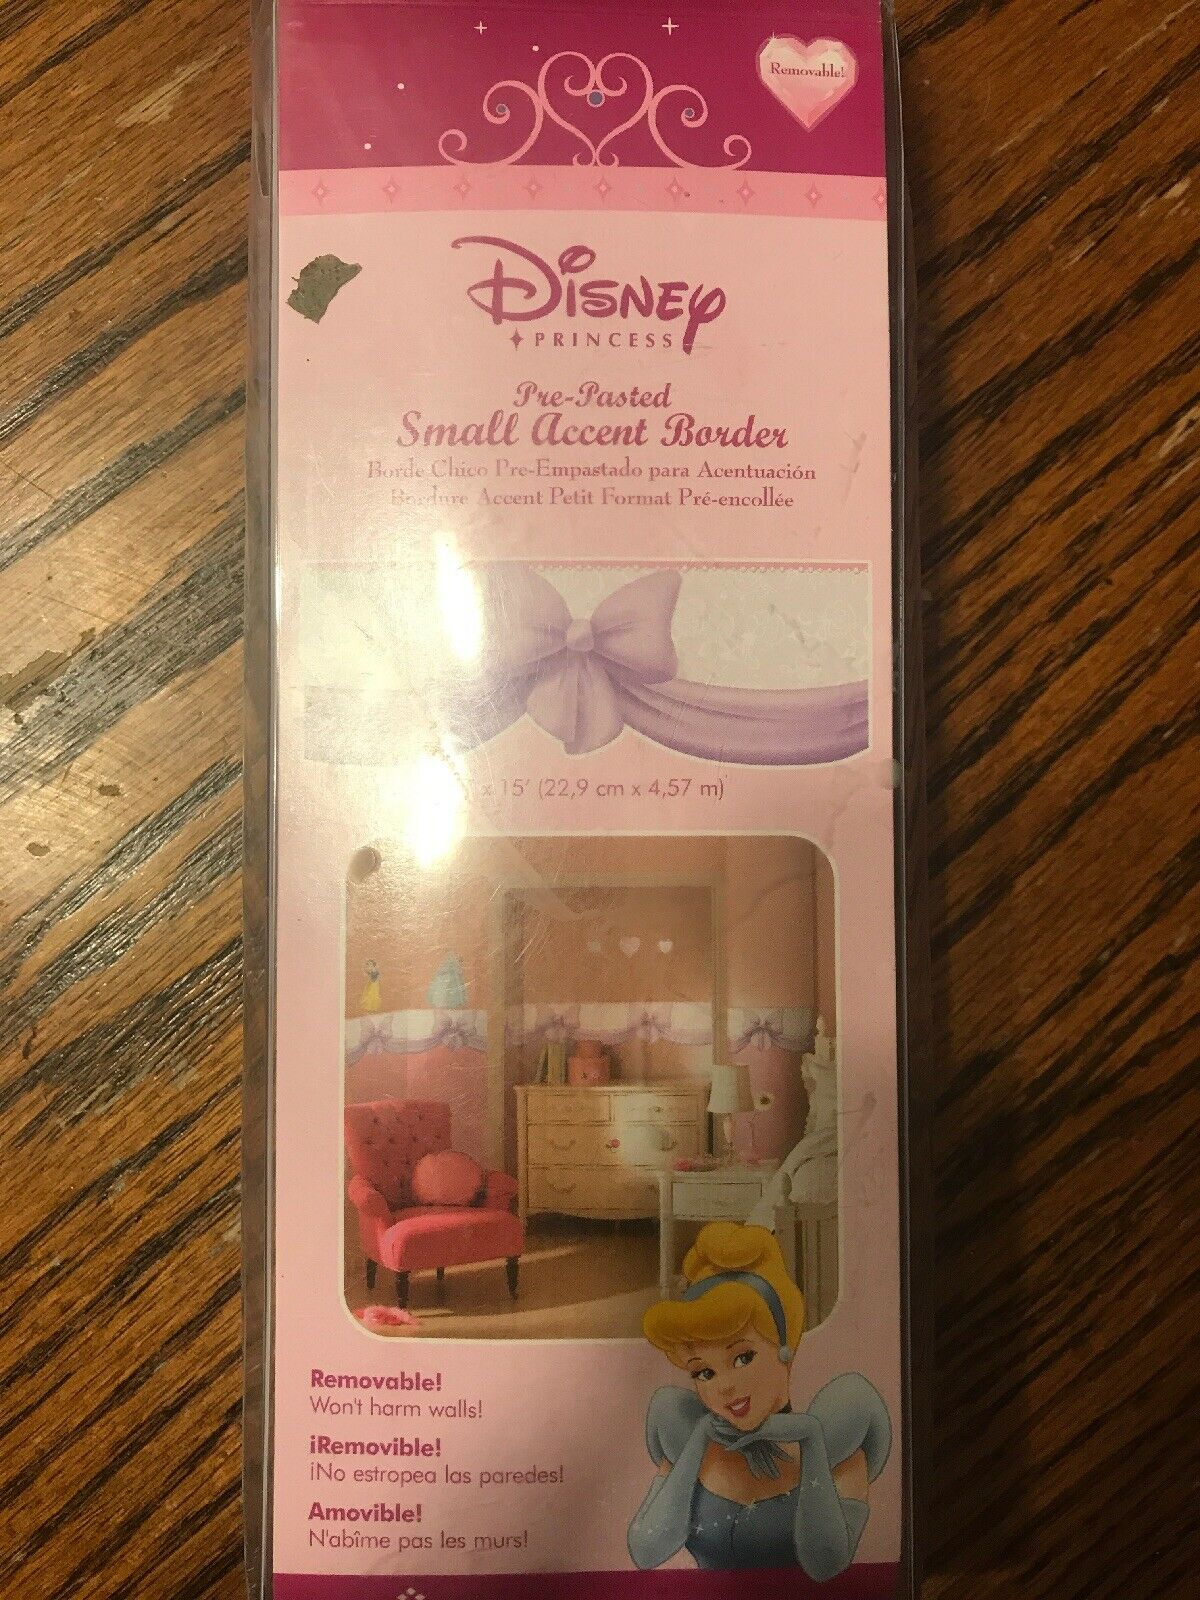 Removable!
Disney
PRINCESS
Pre-Pasted
Small Accent Border
Borde Chico Pre-Empastado para Acentuación
Bordure Accent Petit Format Pré-encollée
x 15' (22,9 cm x 4,57 m)
Removable!
Won't harm walls!
¡Removible!
¡No estropea las paredes!
Amovible!
N'abîme pas les murs!